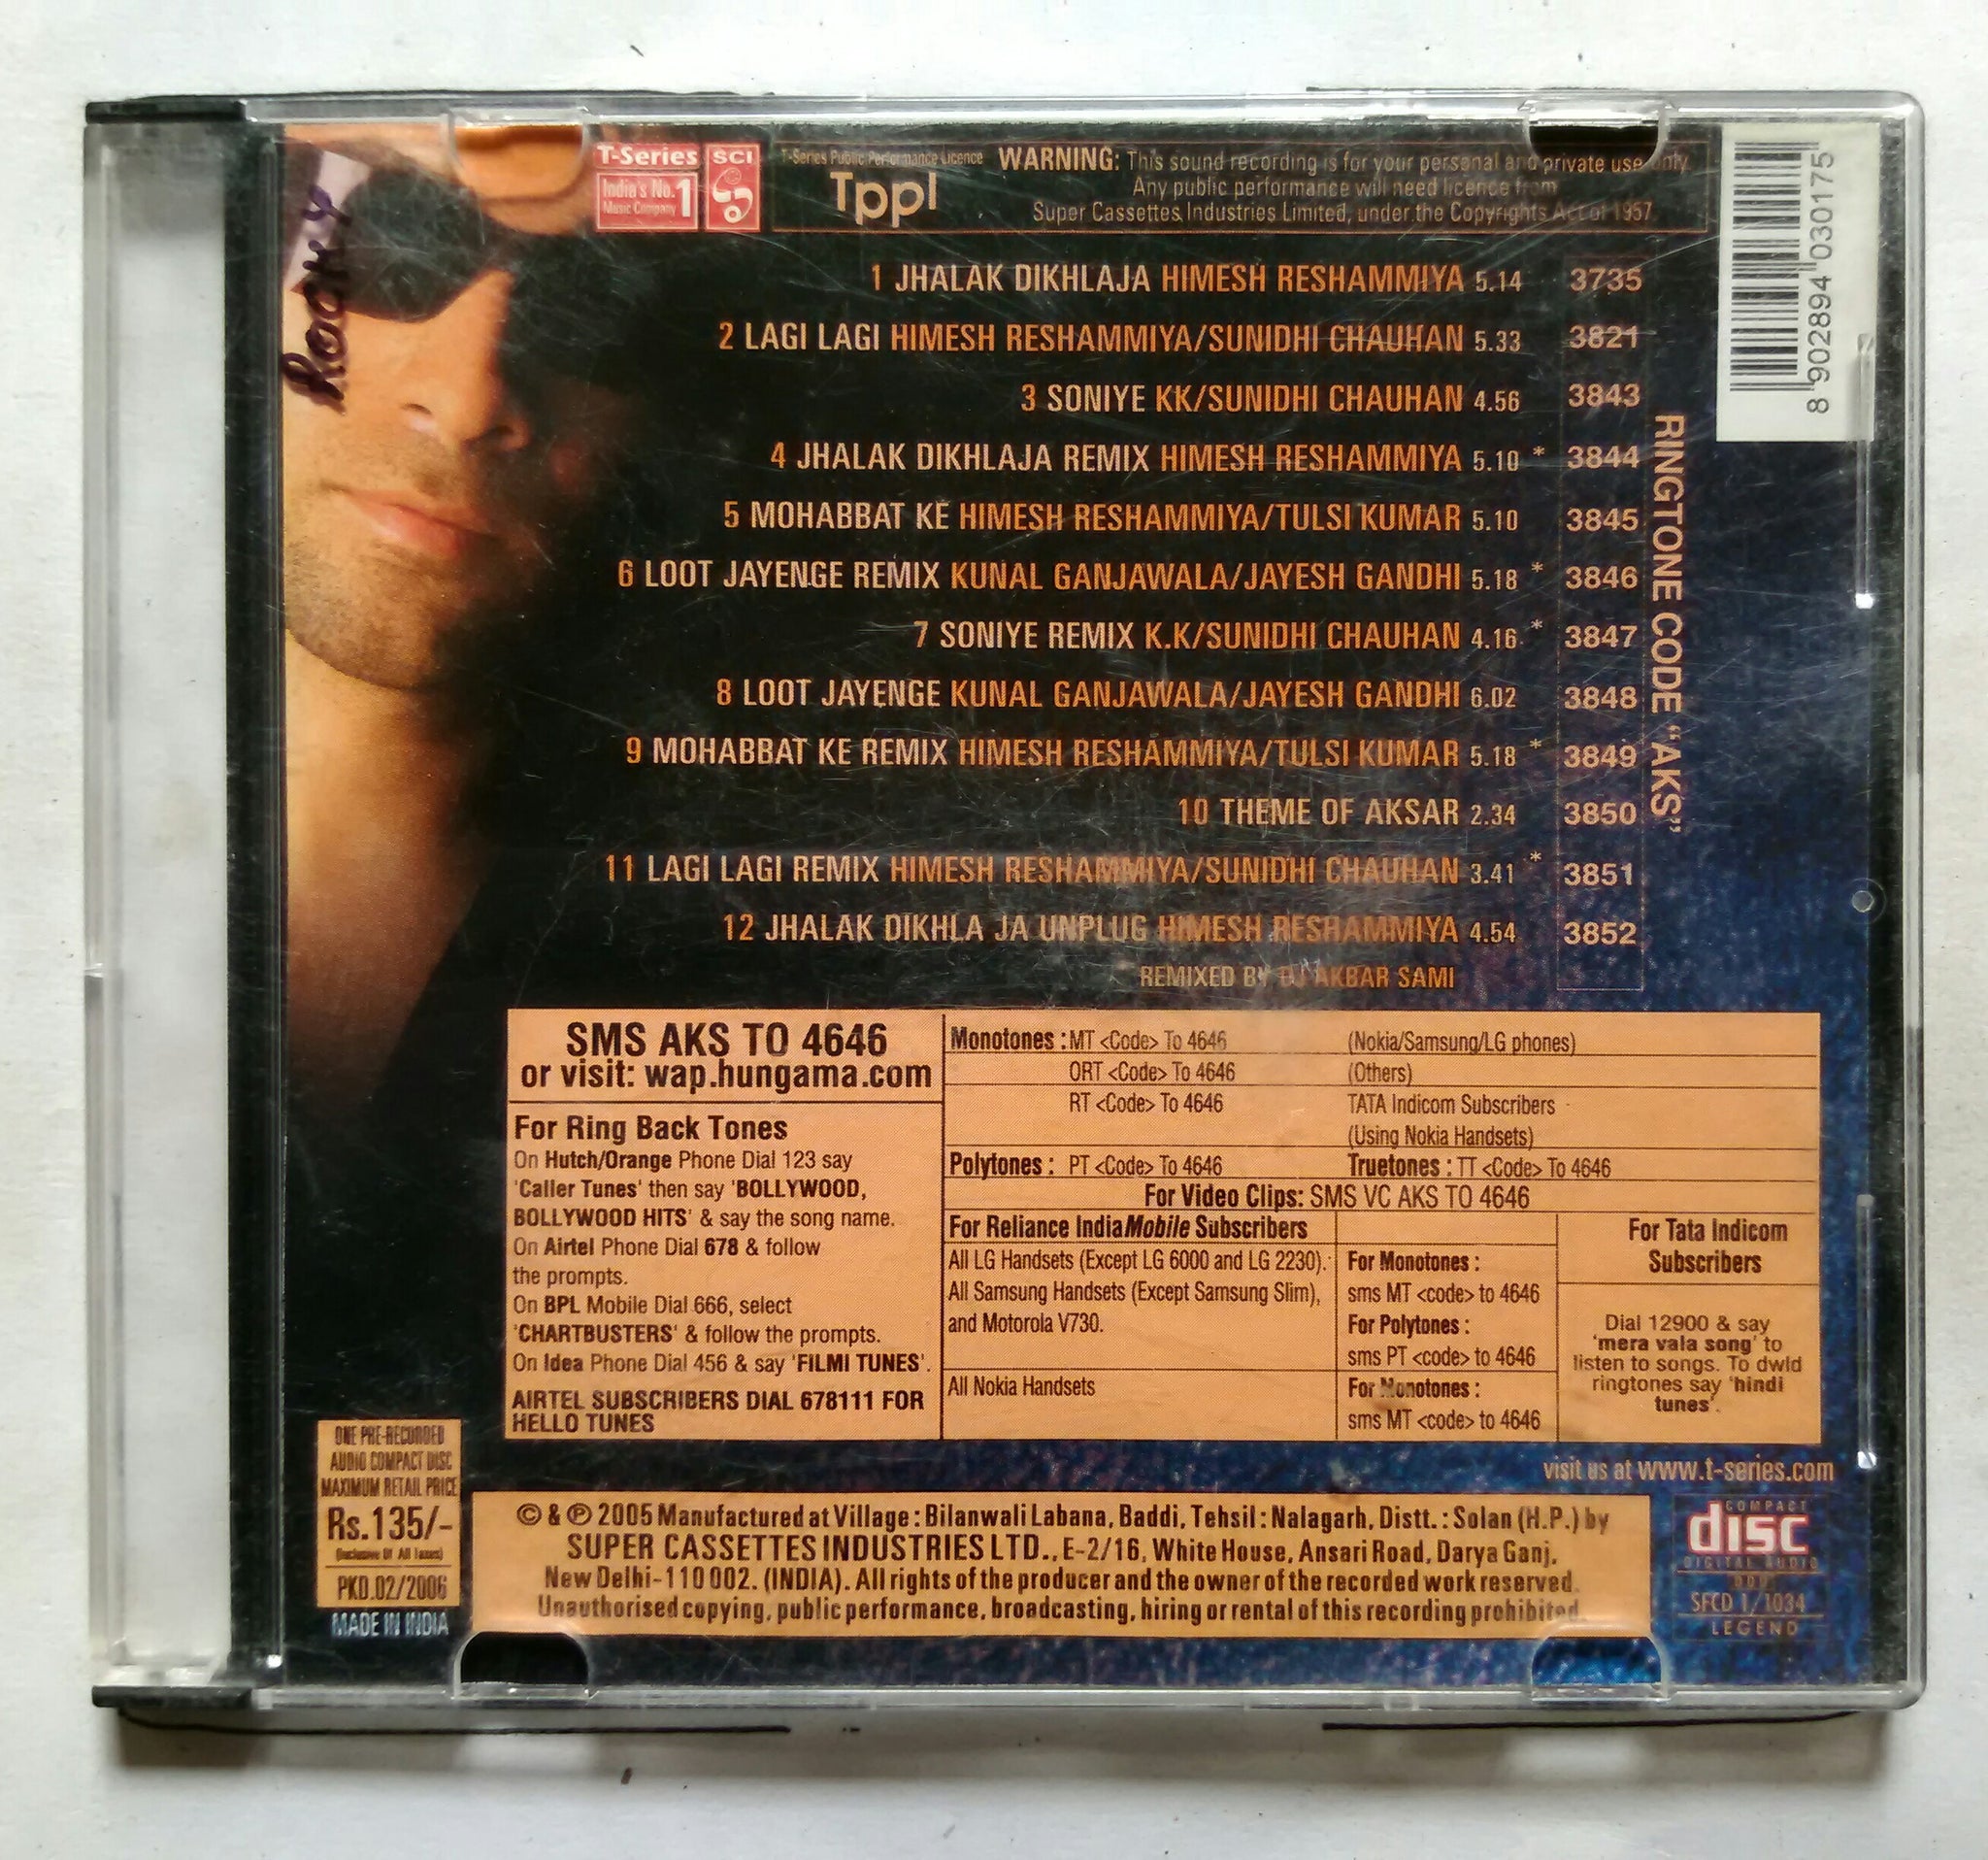 ROCKY
T-Series
India's No. 1
Music Company
SCI
T-Series Public Performance Licence
Tppl
WARNING: This sound recording is for your personal and private use only
Any public performance will need licence from
Super Cassettes Industries Limited, under the Copyrights Act of 1957.
8 902894 030175
1 JHALAK DIKHLAJA HIMESH RESHAMMIYA 5.14 3735
2 LAGI LAGI HIMESH RESHAMMIYA/SUNIDHI CHAUHAN 5.33 3821
3 SONIYE KK/SUNIDHI CHAUHAN 4.56 3843
4 JHALAK DIKHLAJA REMIX HIMESH RESHAMMIYA 5.10 * 3844
5 MOHABBAT KE HIMESH RESHAMMIYA/TULSI KUMAR 5.10 3845
6 LOOT JAYENGE REMIX KUNAL GANJAWALA/JAYESH GANDHI 5.18 * 3846
7 SONIYE REMIX K.K/SUNIDHI CHAUHAN 4.16 * 3847
8 LOOT JAYENGE KUNAL GANJAWALA/JAYESH GANDHI 6.02 3848
9 MOHABBAT KE REMIX HIMESH RESHAMMIYA/TULSI KUMAR 5.18 * 3849
10 THEME OF AKSAR 2.34 3850
11 LAGI LAGI REMIX HIMESH RESHAMMIYA/SUNIDHI CHAUHAN 3.41 * 3851
12 JHALAK DIKHLA JA UNPLUG HIMESH RESHAMMIYA 4.54 3852
REMIXED BY DJ AKBAR SAMI
RINGTONE CODE "AKS"
SMS AKS TO 4646
or visit: wap.hungama.com
For Ring Back Tones
On Hutch/Orange Phone Dial 123 say
'Caller Tunes' then say 'BOLLYWOOD,
BOLLYWOOD HITS' & say the song name.
On Airtel Phone Dial 678 & follow
the prompts.
On BPL Mobile Dial 666, select
'CHARTBUSTERS' & follow the prompts.
On Idea Phone Dial 456 & say 'FILMI TUNES'.
AIRTEL SUBSCRIBERS DIAL 678111 FOR
HELLO TUNES
Monotones : MT <Code> To 4646 (Nokia/Samsung/LG phones)
ORT <Code> To 4646 (Others)
RT <Code> To 4646 TATA Indicom Subscribers
(Using Nokia Handsets)
Polytones : PT <Code> To 4646 Truetones : TT <Code> To 4646
For Video Clips: SMS VC AKS TO 4646
For Reliance IndiaMobile Subscribers
All LG Handsets (Except LG 6000 and LG 2230).
All Samsung Handsets (Except Samsung Slim),
and Motorola V730.
For Monotones :
sms MT <code> to 4646
For Polytones :
sms PT <code> to 4646
All Nokia Handsets
For Monotones :
sms MT <code> to 4646
For Tata Indicom
Subscribers
Dial 12900 & say
'mera vala song' to
listen to songs. To dwld
ringtones say 'hindi
tunes'.
visit us at www.t-series.com
ONE PRE-RECORDED
AUDIO COMPACT DISC
MAXIMUM RETAIL PRICE
Rs.135/-
(Inclusive Of All Taxes)
PKD.02/2006
MADE IN INDIA
© & ℗ 2005 Manufactured at Village : Bilanwali Labana, Baddi, Tehsil : Nalagarh, Distt. : Solan (H.P.) by
SUPER CASSETTES INDUSTRIES LTD., E-2/16, White House, Ansari Road, Darya Ganj,
New Delhi-110 002. (INDIA). All rights of the producer and the owner of the recorded work reserved.
Unauthorised copying, public performance, broadcasting, hiring or rental of this recording prohibited.
COMPACT
disc
DIGITAL AUDIO
SFCD 1/1034
LEGEND